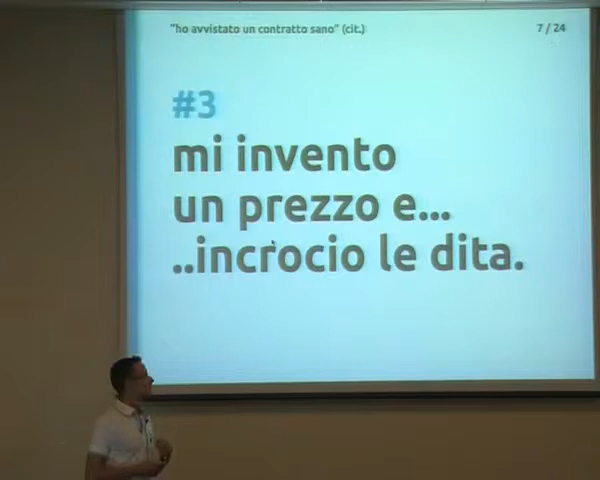 "ho avvistato un contratto sano" (cit.)
7 / 24
#3
mi invento
un prezzo e...
..incrocio le dita.